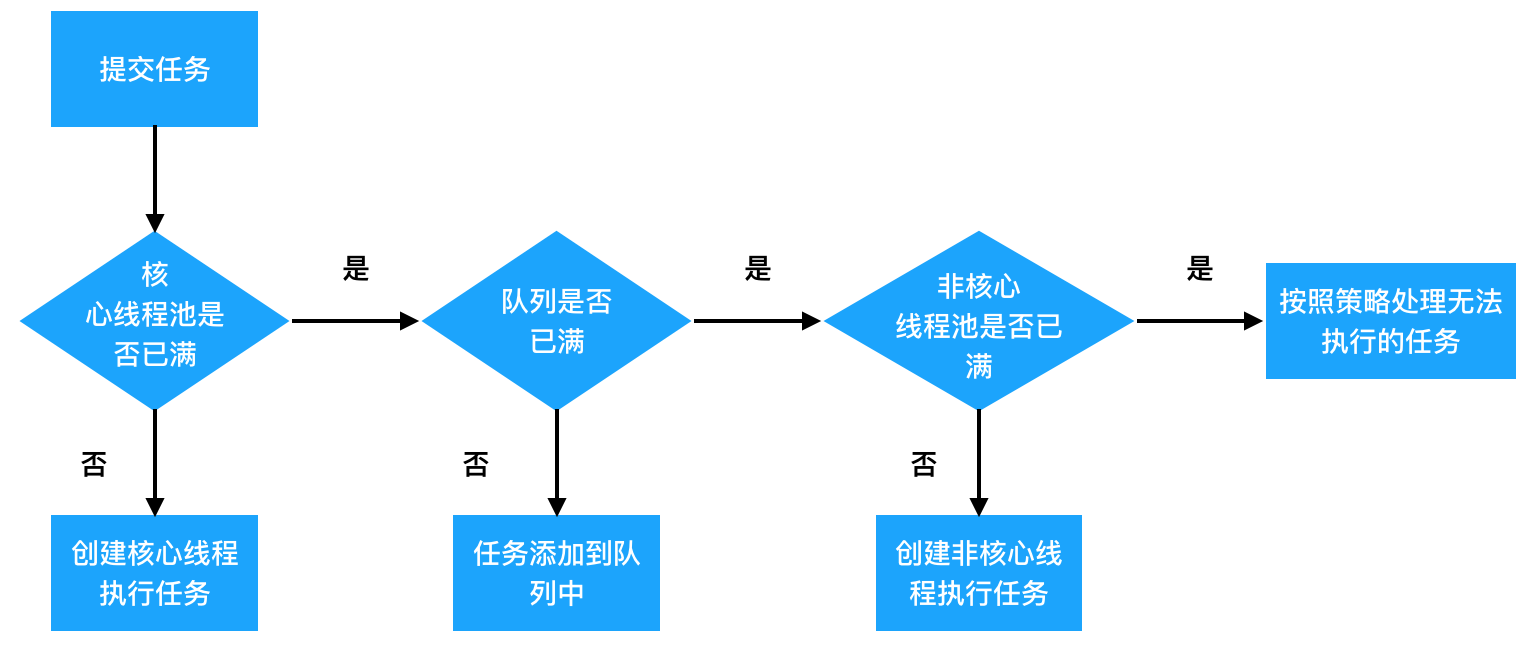 提交任务
核
心线程池是
否已满
是
队列是否
已满
是
非核心
线程池是否已
满
是
按照策略处理无法
执行的任务
否
否
否
创建核心线程
执行任务
任务添加到队
列中
创建非核心线
程执行任务